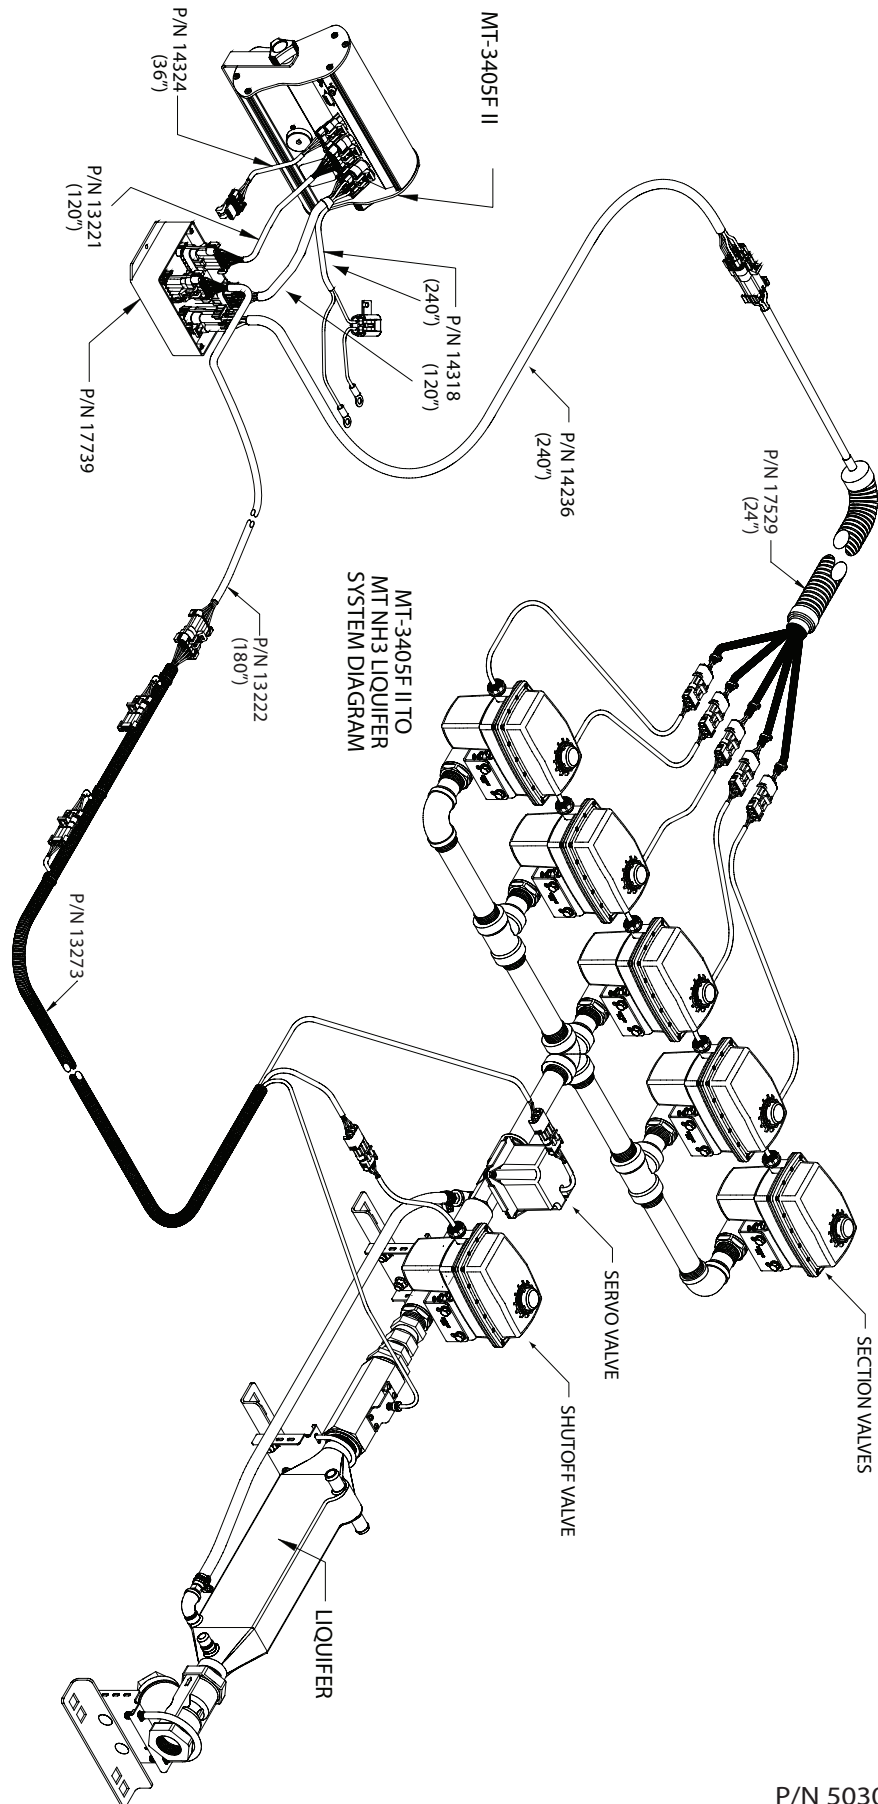 MT-3405F II
P/N 14324
(36")
P/N 13221
(120")
P/N 17739
P/N 14318
(240")
(120")
P/N 14236
(240")
P/N 17529
(24")
P/N 13222
(180")
MT-3405F II TO
MT NH3 LIQUIFER
SYSTEM DIAGRAM
P/N 13273
SECTION VALVES
SERVO VALVE
SHUTOFF VALVE
LIQUIFER
P/N 5030